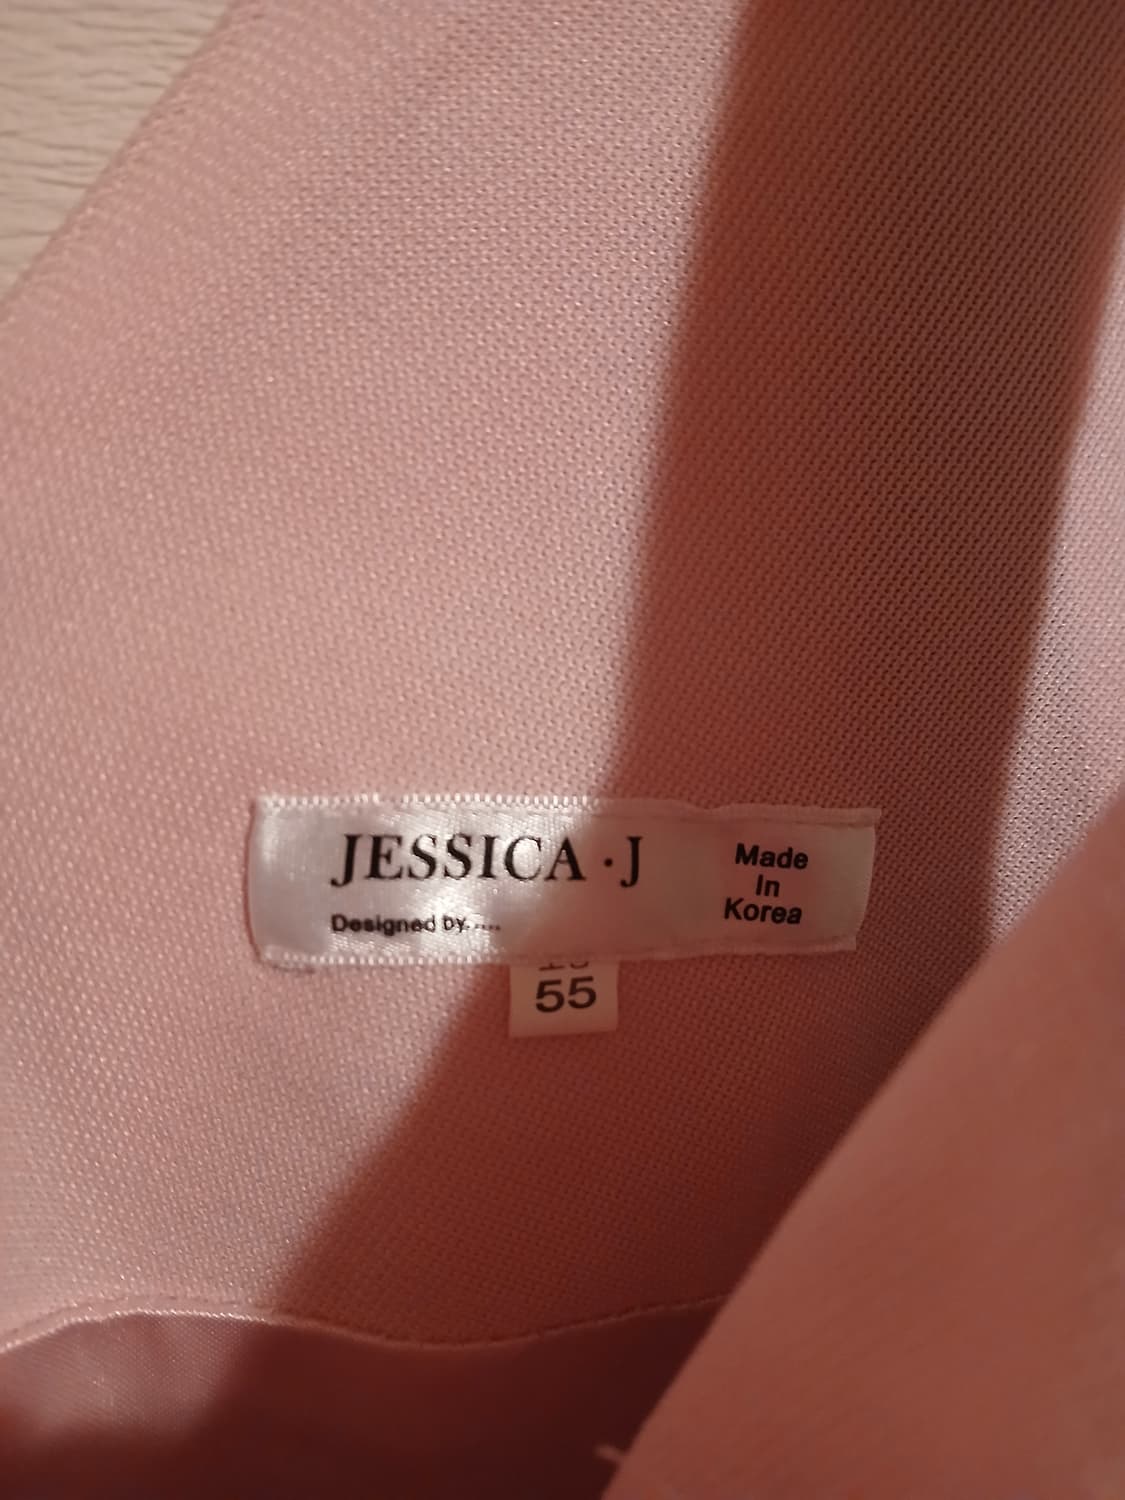 JESSICA · J
Designed by ....
Made
In
Korea
55